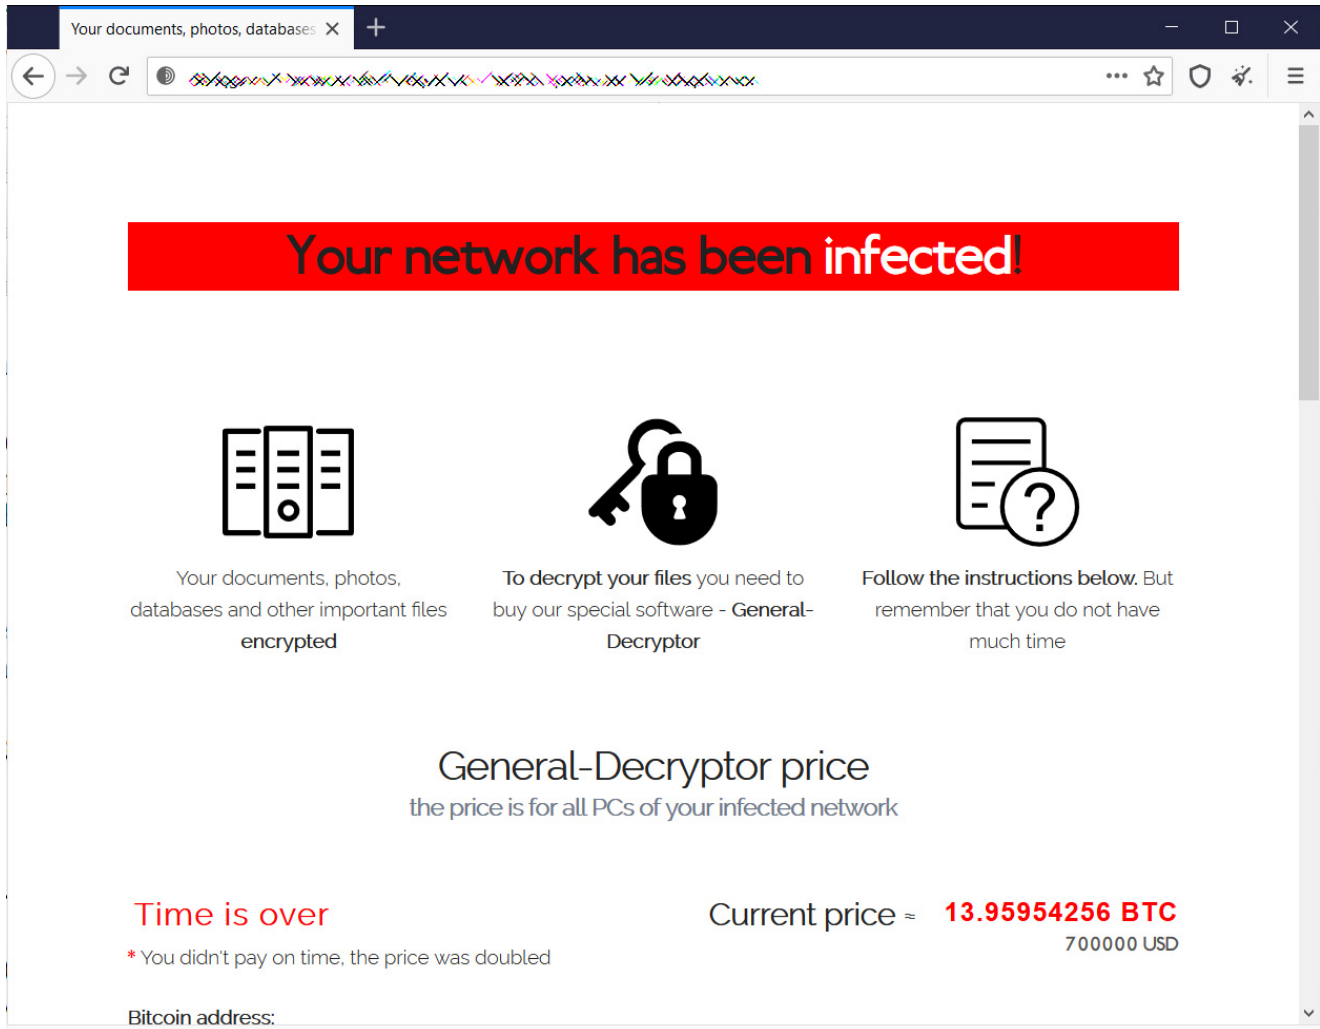 Your documents, photos, databases
Your network has been infected!
Your documents, photos,
databases and other important files
encrypted
To decrypt your files you need to
buy our special software - General-
Decryptor
Follow the instructions below. But
remember that you do not have
much time
General-Decryptor price
the price is for all PCs of your infected network
Time is over
* You didn't pay on time, the price was doubled
Current price ≈ 13.95954256 BTC
700000 USD
Bitcoin address: